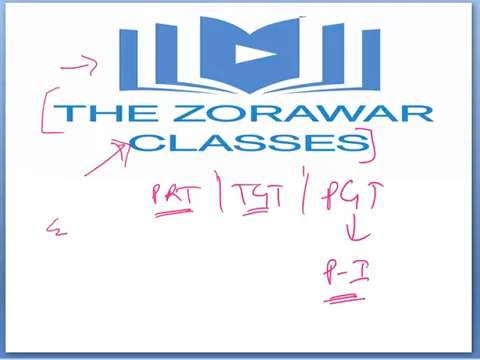 THE ZORAWAR
CLASSES
PRT | TGT | PGT
P-I